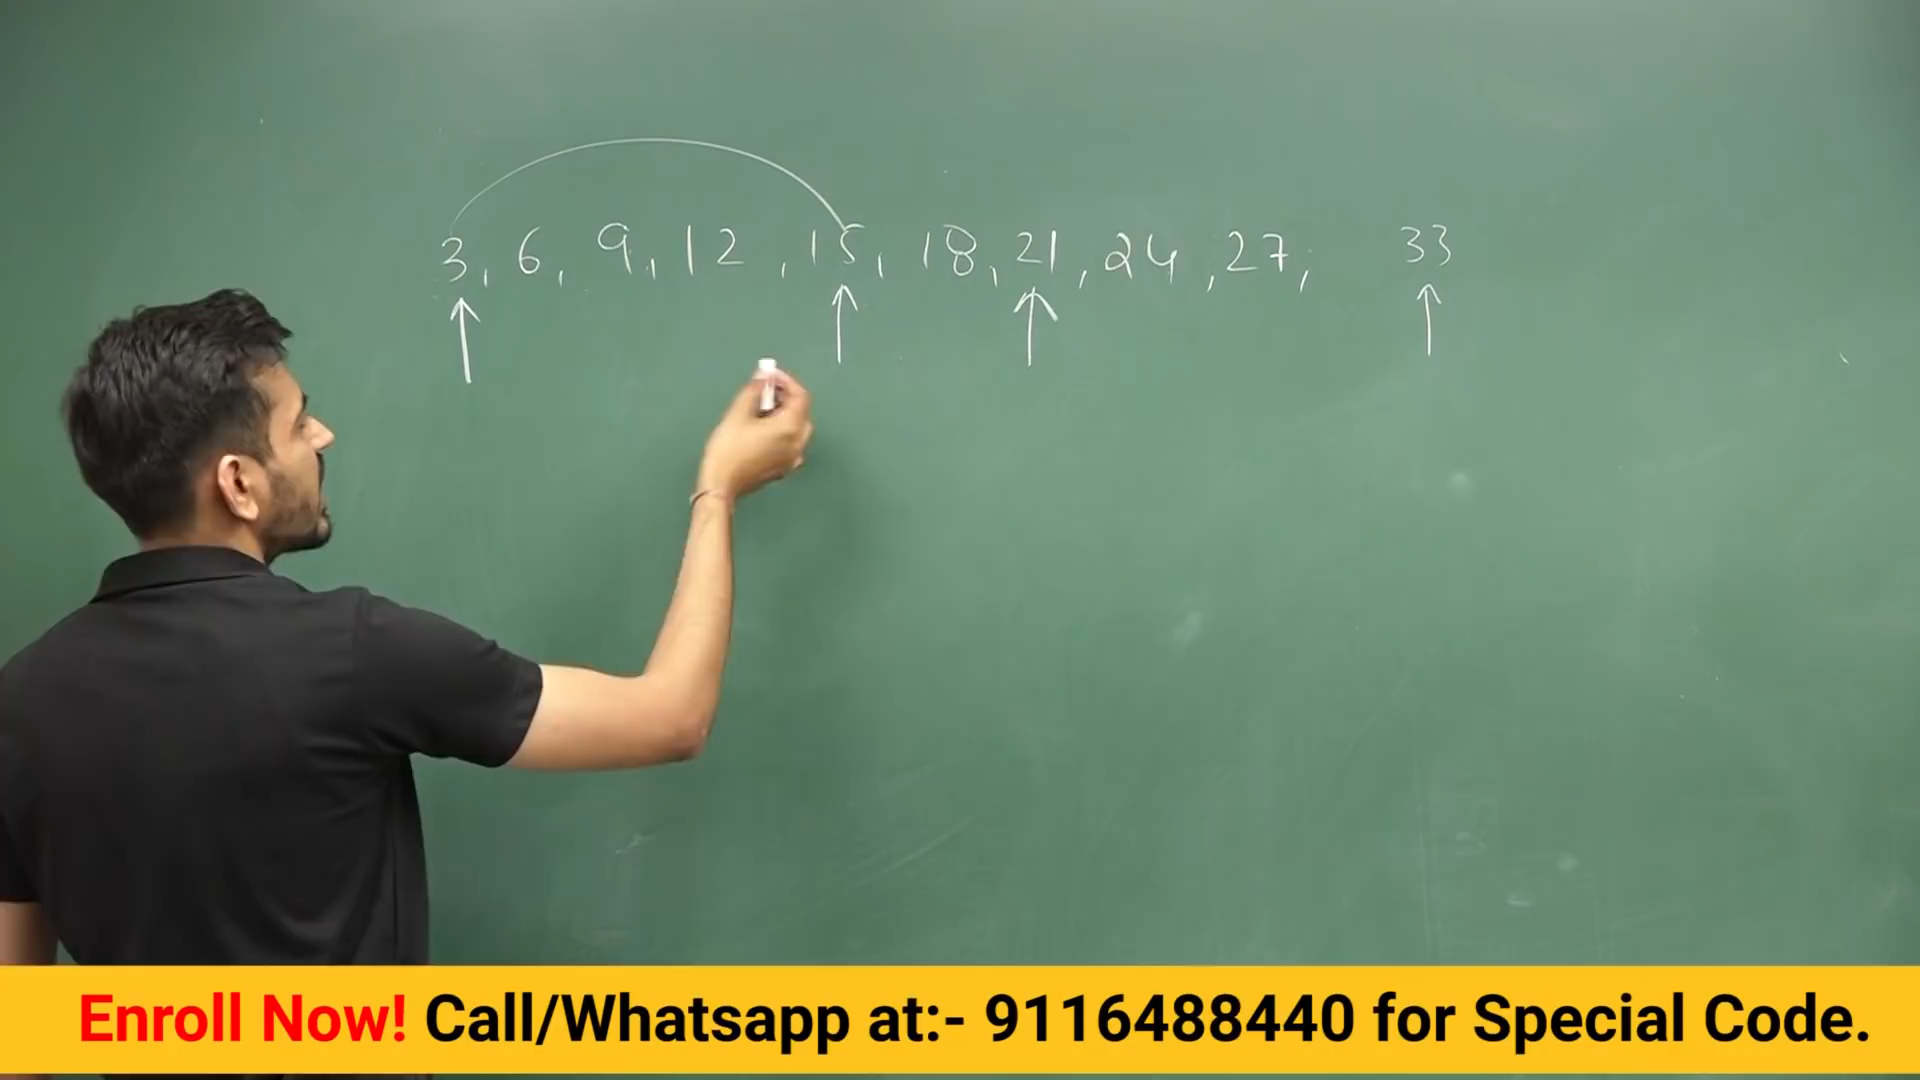 3, 6, 9, 12, 15, 18, 21, 24, 27, 33
Enroll Now! Call/Whatsapp at:- 9116488440 for Special Code.